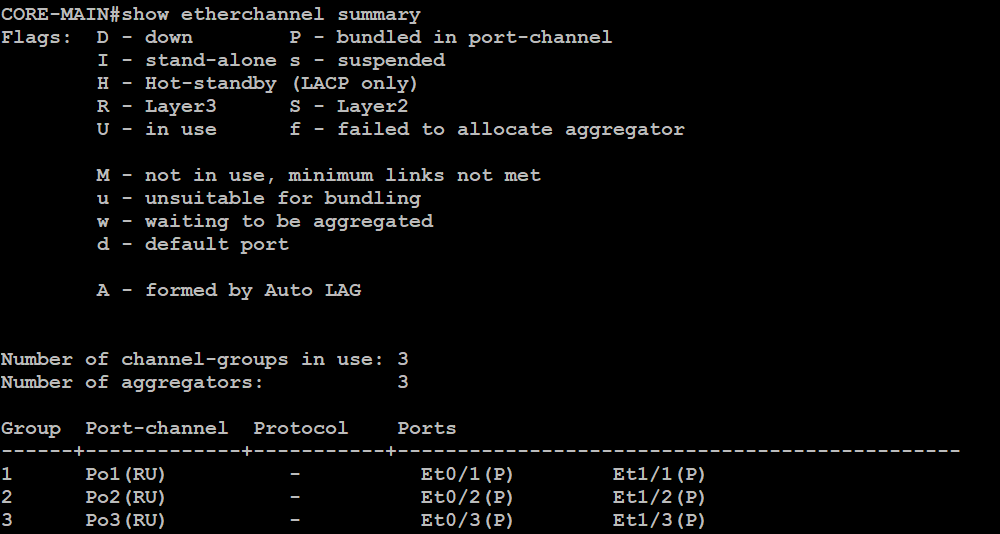 CORE-MAIN#show etherchannel summary
Flags:  D - down        P - bundled in port-channel
        I - stand-alone s - suspended
        H - Hot-standby (LACP only)
        R - Layer3      S - Layer2
        U - in use      f - failed to allocate aggregator

        M - not in use, minimum links not met
        u - unsuitable for bundling
        w - waiting to be aggregated
        d - default port

        A - formed by Auto LAG


Number of channel-groups in use: 3
Number of aggregators:           3

Group  Port-channel  Protocol    Ports
------+-------------+-----------+-----------------------------------------------
1      Po1(RU)          -          Et0/1(P)        Et1/1(P)
2      Po2(RU)          -          Et0/2(P)        Et1/2(P)
3      Po3(RU)          -          Et0/3(P)        Et1/3(P)